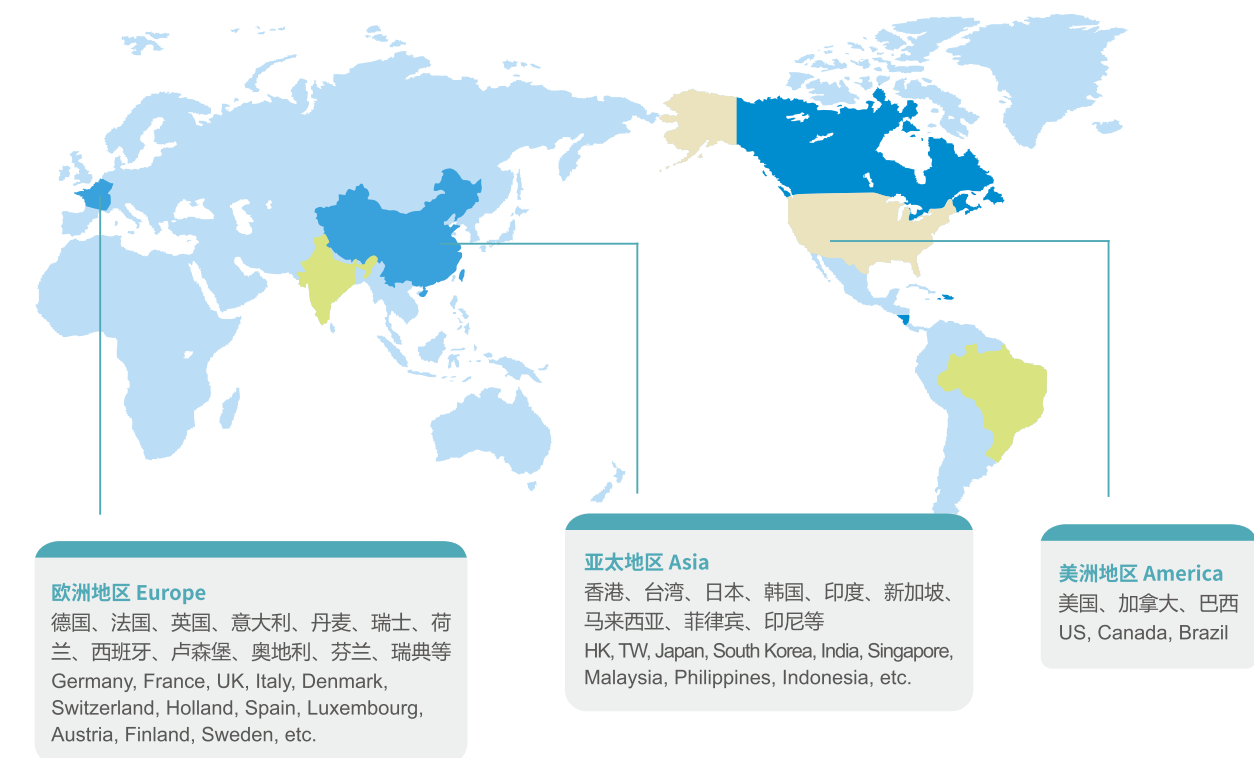 欧洲地区 Europe
德国、法国、英国、意大利、丹麦、瑞士、荷
兰、西班牙、卢森堡、奥地利、芬兰、瑞典等
Germany, France, UK, Italy, Denmark,
Switzerland, Holland, Spain, Luxembourg,
Austria, Finland, Sweden, etc.
亚太地区 Asia
香港、台湾、日本、韩国、印度、新加坡、
马来西亚、菲律宾、印尼等
HK, TW, Japan, South Korea, India, Singapore,
Malaysia, Philippines, Indonesia, etc.
美洲地区 America
美国、加拿大、巴西
US, Canada, Brazil